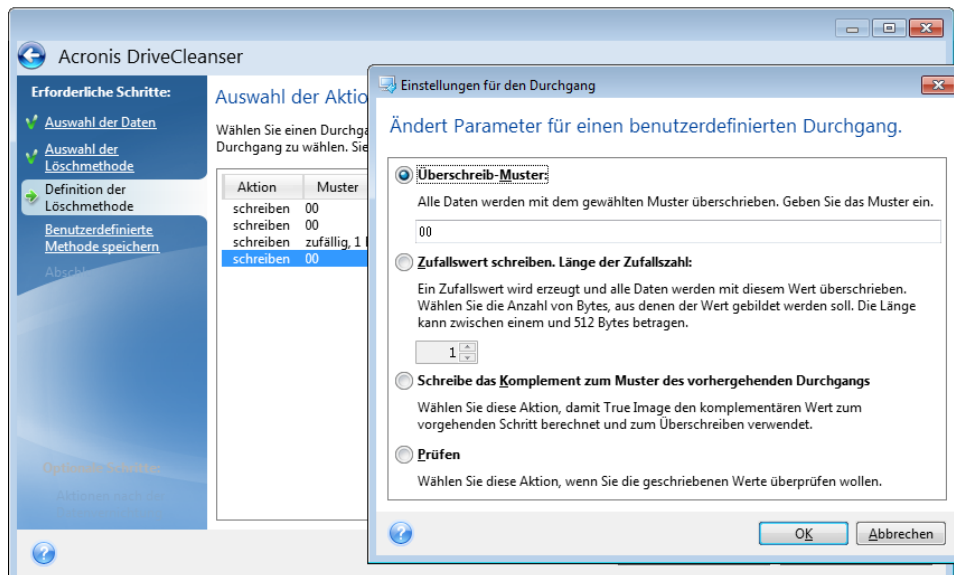 Acronis DriveCleanser
Erforderliche Schritte:
Auswahl der Daten
Auswahl der
Löschmethode
Definition der
Löschmethode
Benutzerdefinierte
Methode speichern
Optionale Schritte:
Aktionen nach der
Auswahl der Aktio
Wählen Sie einen Durchga
Durchgang zu wählen. Sie
Aktion Muster
schreiben 00
schreiben 00
schreiben zufällig, 1
schreiben 00
Einstellungen für den Durchgang
Ändert Parameter für einen benutzerdefinierten Durchgang.
Überschreib-Muster:
Alle Daten werden mit dem gewählten Muster überschrieben. Geben Sie das Muster ein.
00
Zufallswert schreiben. Länge der Zufallszahl:
Ein Zufallswert wird erzeugt und alle Daten werden mit diesem Wert überschrieben.
Wählen Sie die Anzahl von Bytes, aus denen der Wert gebildet werden soll. Die Länge
kann zwischen einem und 512 Bytes betragen.
1
Schreibe das Komplement zum Muster des vorhergehenden Durchgangs
Wählen Sie diese Aktion, damit True Image den komplementären Wert zum
vorgehenden Schritt berechnet und zum Überschreiben verwendet.
Prüfen
Wählen Sie diese Aktion, wenn Sie die geschriebenen Werte überprüfen wollen.
OK
Abbrechen